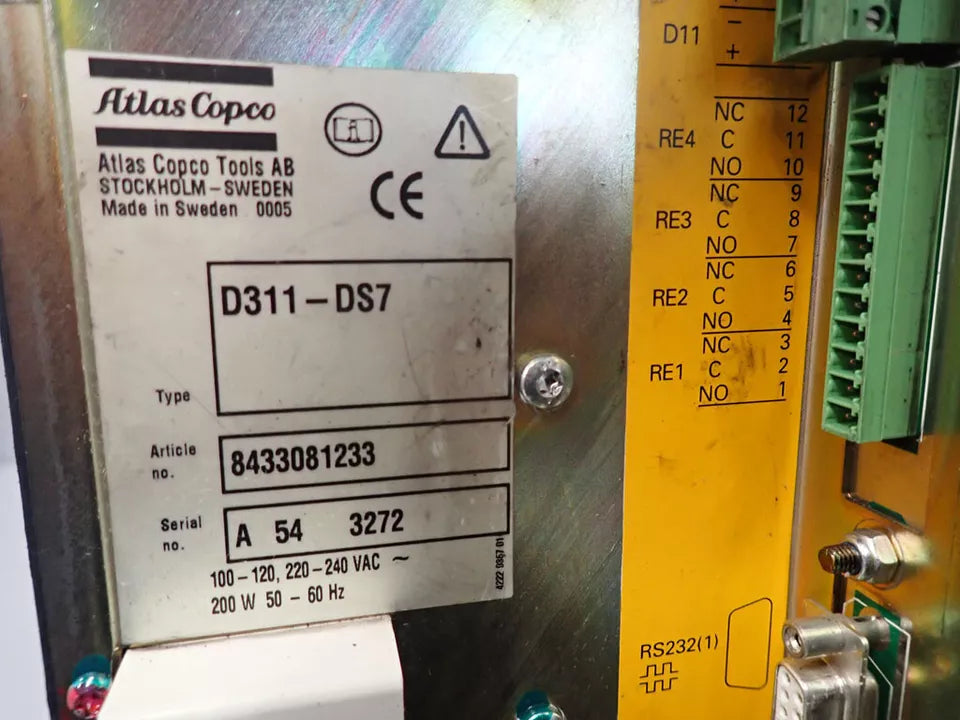 Atlas Copco
Atlas Copco Tools AB
STOCKHOLM – SWEDEN
Made in Sweden 0005
CE
D311 – DS7
Type
Article no.
8433081233
Serial no.
A 54 3272
100 – 120, 220 – 240 VAC ~
200 W 50 – 60 Hz
4222 0367 01
D11
–
+
NC 12
RE4 C 11
NO 10
NC 9
RE3 C 8
NO 7
NC 6
RE2 C 5
NO 4
NC 3
RE1 C 2
NO 1
RS232(1)